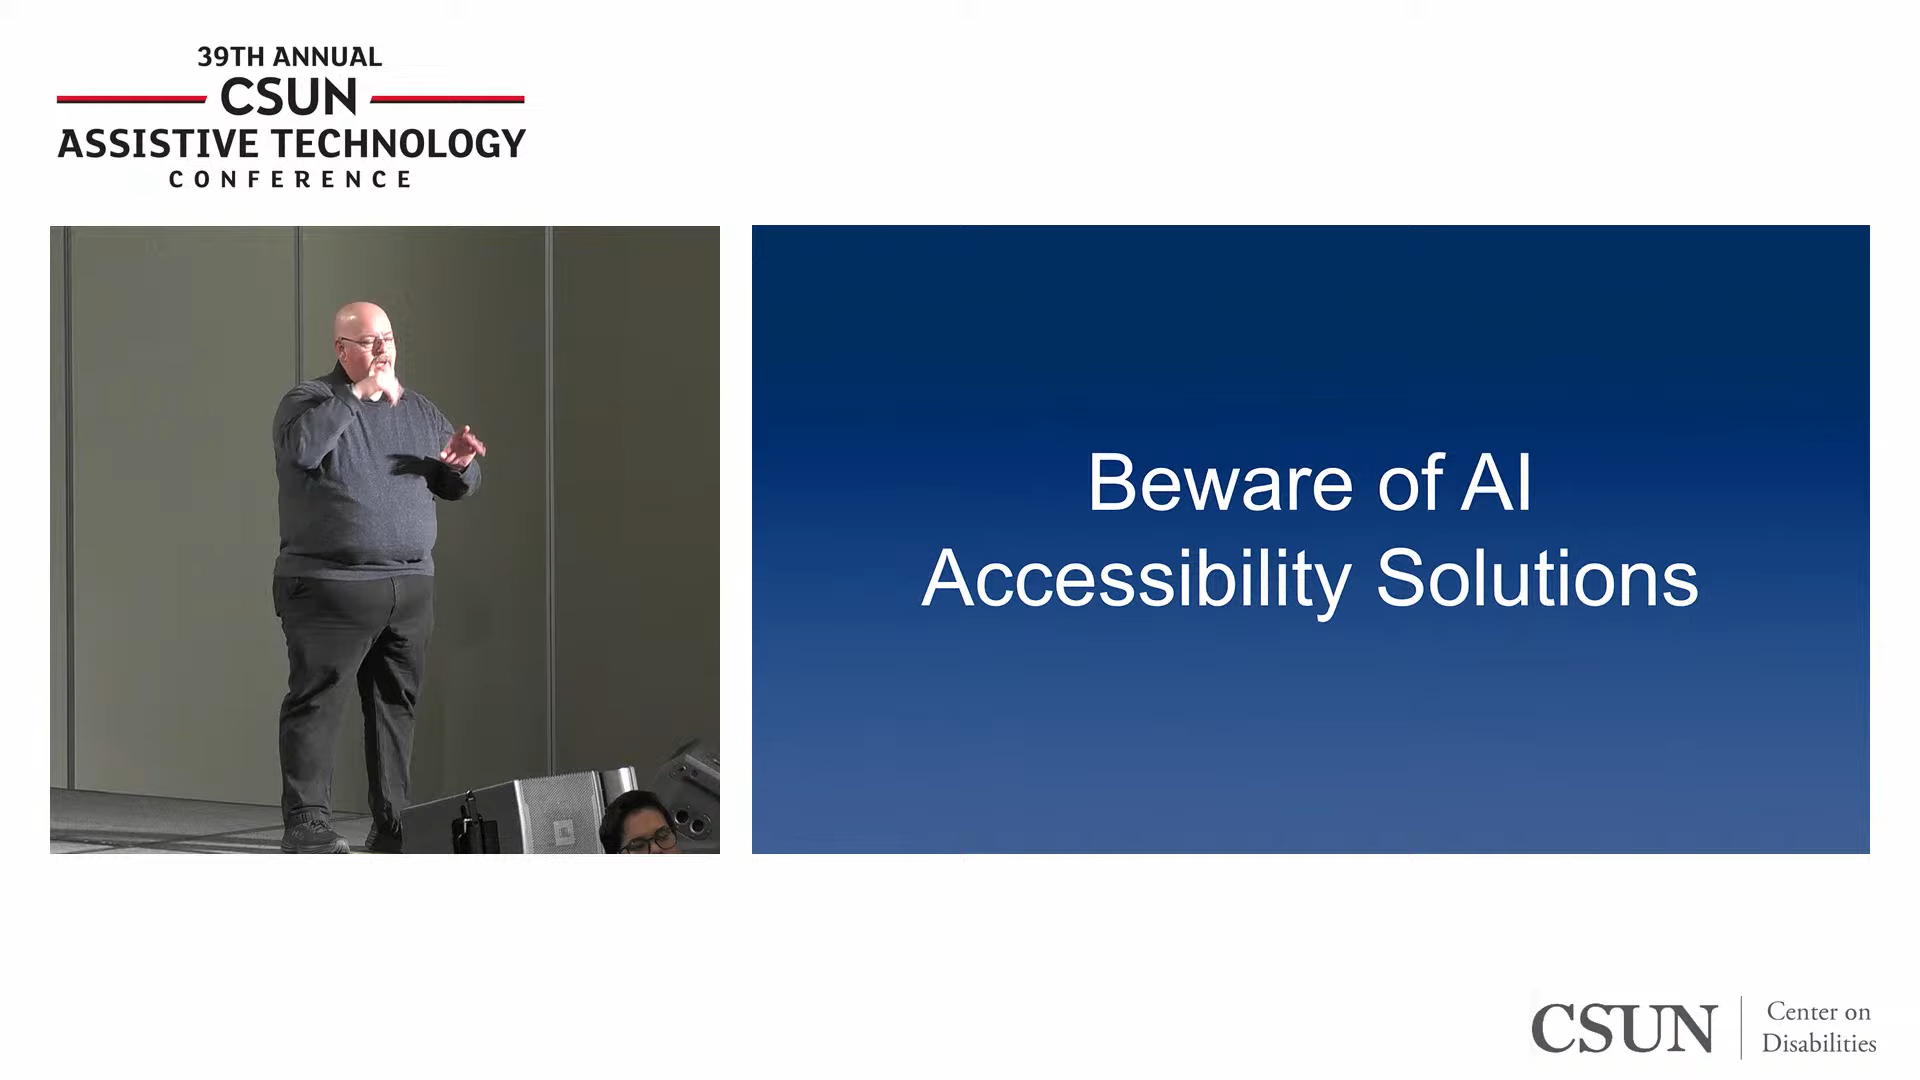 39TH ANNUAL
CSUN
ASSISTIVE TECHNOLOGY
CONFERENCE
Beware of AI
Accessibility Solutions
CSUN
Center on
Disabilities